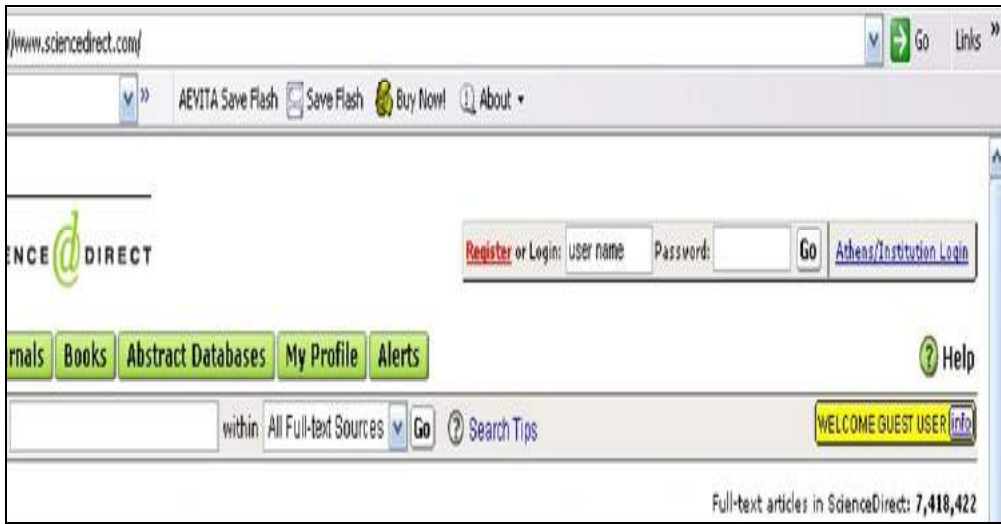 //www.sciencedirect.com/ Go Links »
» AEVITA Save Flash Save Flash Buy Now! About
ENCE d DIRECT
Register or Login: user name Password: Go Athens/Institution Login
rnals Books Abstract Databases My Profile Alerts ? Help
within All Full-text Sources Go ? Search Tips WELCOME GUEST USER info
Full-text articles in ScienceDirect: 7,418,422